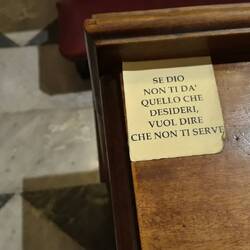 SE DIO
NON TI DA'
QUELLO CHE
DESIDERI,
VUOL DIRE
CHE NON TI SERVE